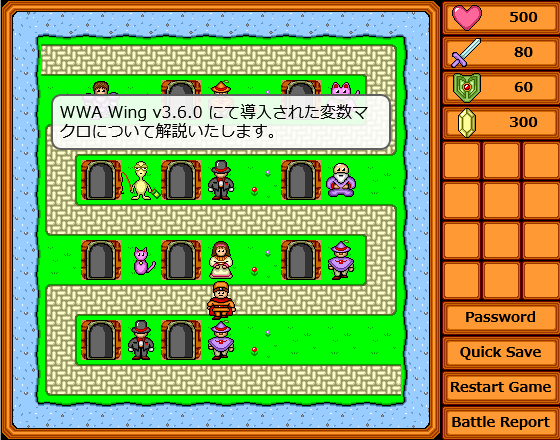 WWA Wing v3.6.0 にて導入された変数マ
クロについて解説いたします。
500
80
60
300
Password
Quick Save
Restart Game
Battle Report